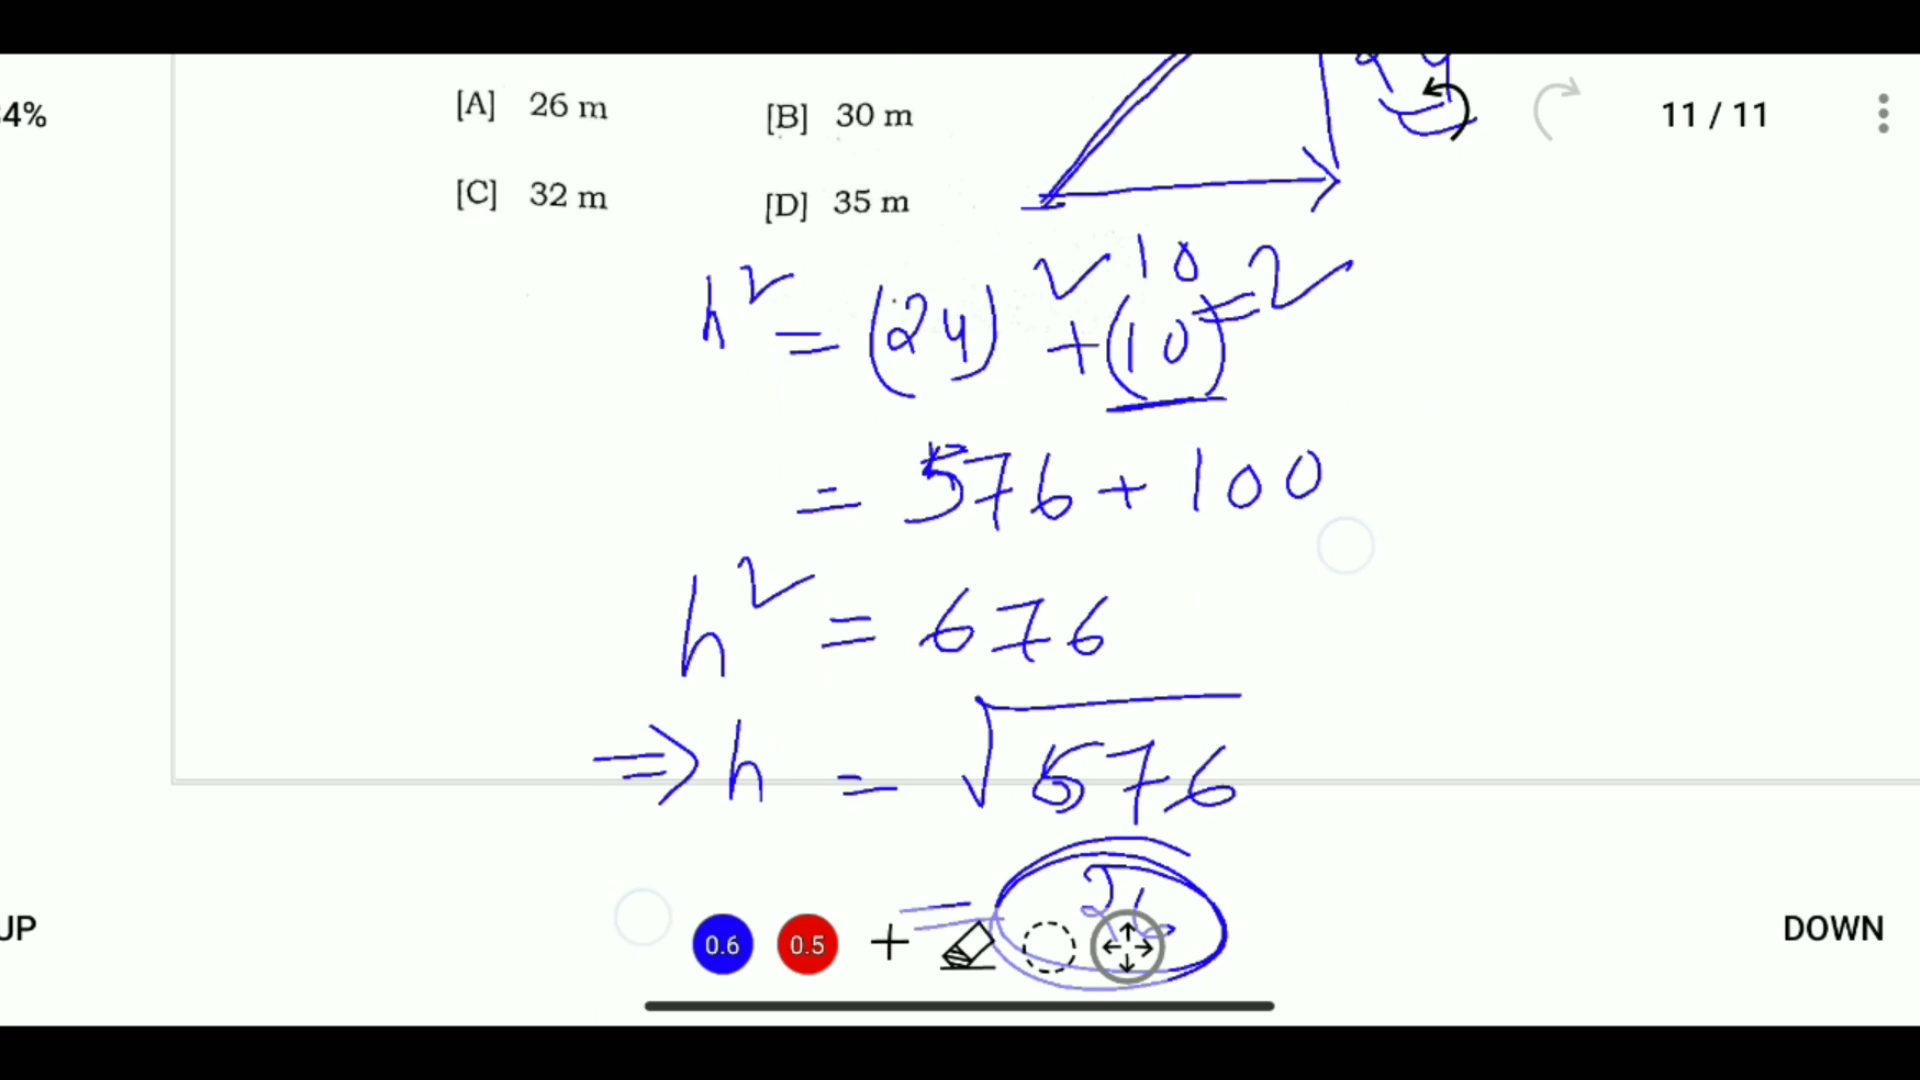 4%
[A] 26 m
[B] 30 m
11 / 11
[C] 32 m
[D] 35 m
10
h² = (24)² + (10)²
= 576 + 100
h² = 676
⇒ h = √576
=
UP
0.6
0.5
DOWN